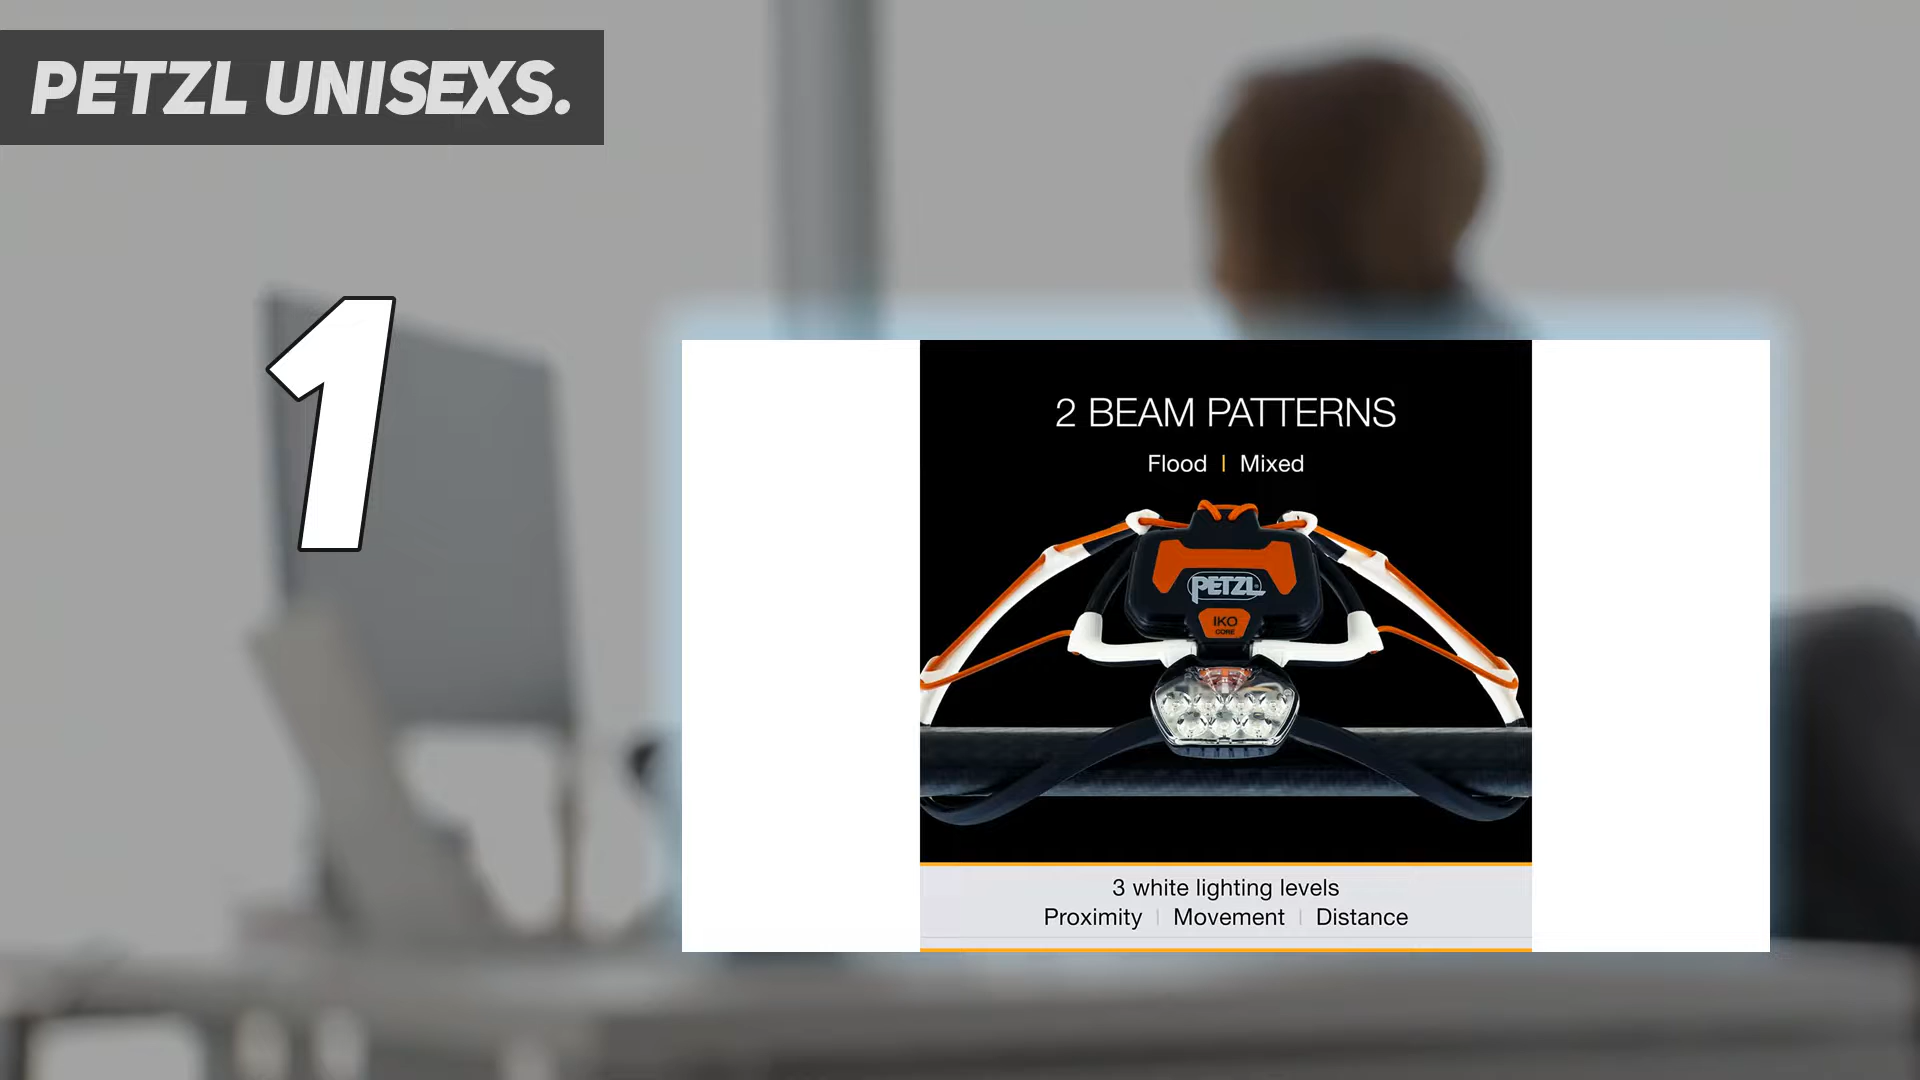 PETZL UNISEXS.
1
2 BEAM PATTERNS
Flood | Mixed
PETZL
IKO
CORE
3 white lighting levels
Proximity | Movement | Distance